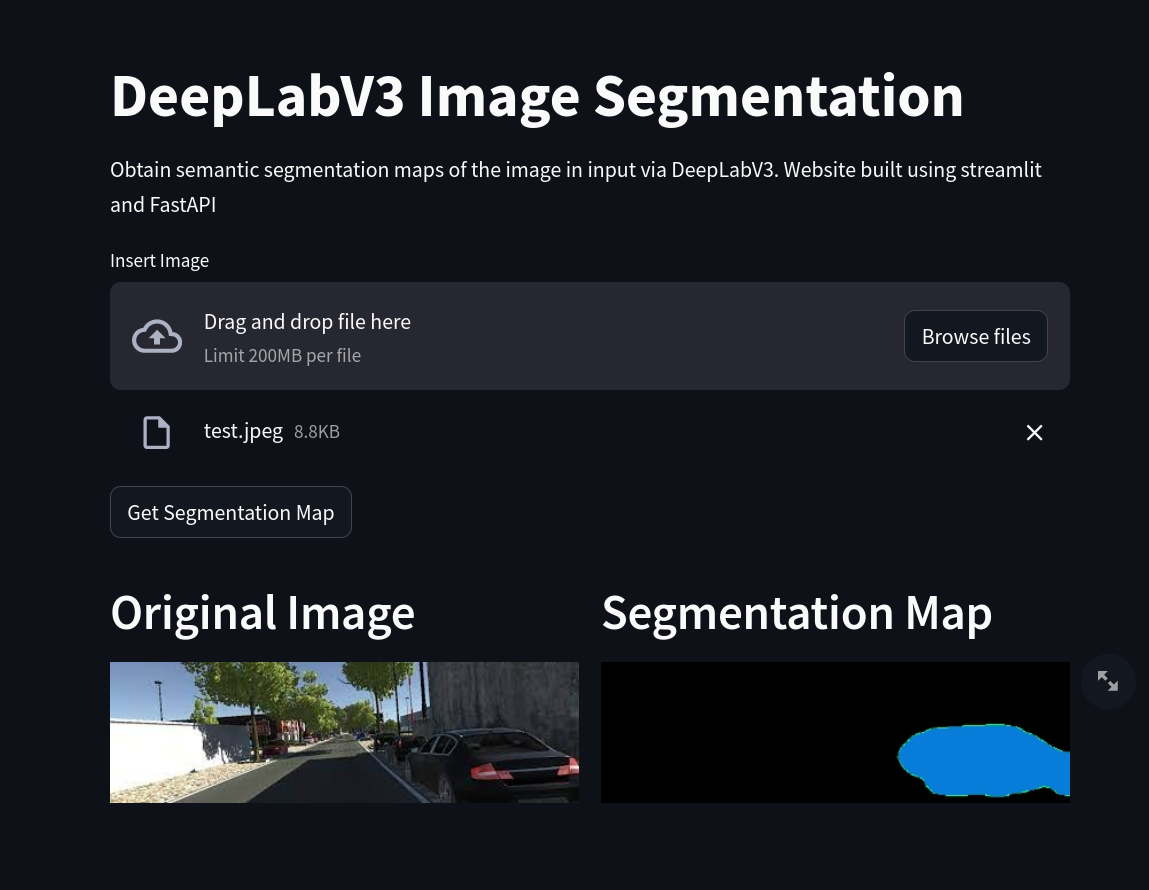 DeepLabV3 Image Segmentation
Obtain semantic segmentation maps of the image in input via DeepLabV3. Website built using streamlit
and FastAPI
Insert Image
Drag and drop file here
Limit 200MB per file
Browse files
test.jpeg 8.8KB
Get Segmentation Map
Original Image
Segmentation Map